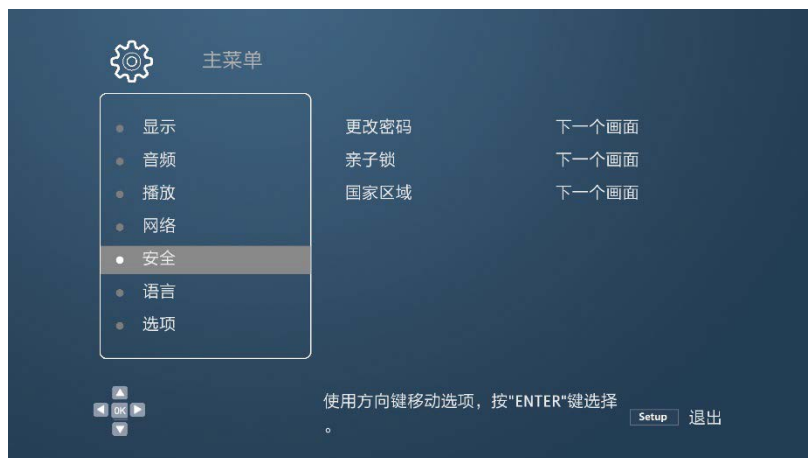 主菜单
显示
音频
播放
网络
安全
语言
选项
更改密码 下一个画面
亲子锁 下一个画面
国家区域 下一个画面
OK
使用方向键移动选项，按"ENTER"键选择
。
Setup 退出